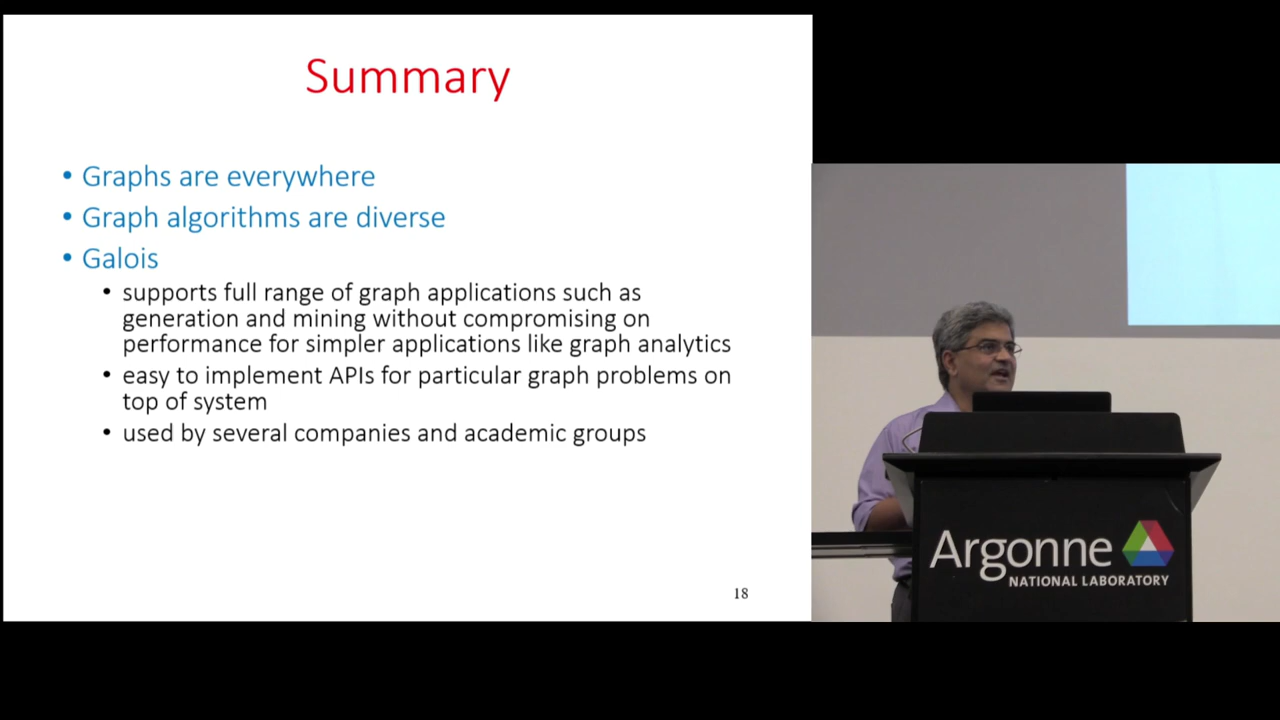 Summary
• Graphs are everywhere
• Graph algorithms are diverse
• Galois
• supports full range of graph applications such as
generation and mining without compromising on
performance for simpler applications like graph analytics
• easy to implement APIs for particular graph problems on
top of system
• used by several companies and academic groups
18
Argonne
NATIONAL LABORATORY